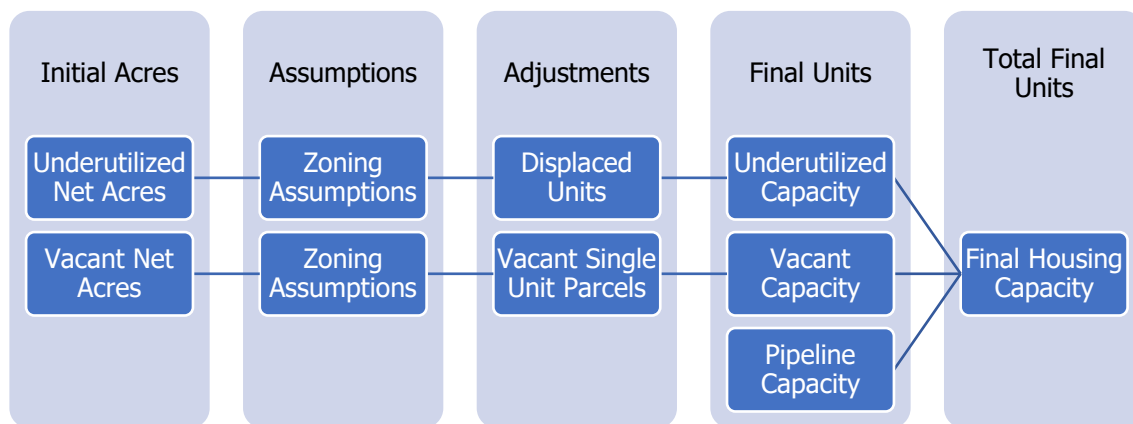 Initial Acres
Assumptions
Adjustments
Final Units
Total Final
Units
Underutilized
Net Acres
Zoning
Assumptions
Displaced
Units
Underutilized
Capacity
Vacant Net
Acres
Zoning
Assumptions
Vacant Single
Unit Parcels
Vacant
Capacity
Final Housing
Capacity
Pipeline
Capacity